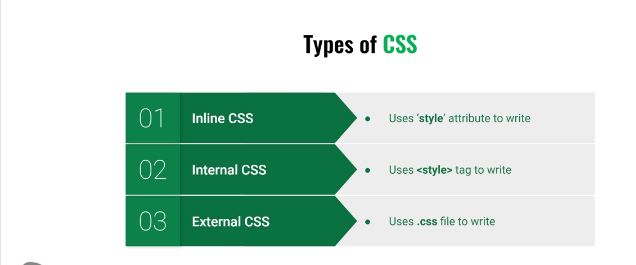 Types of CSS
01 Inline CSS • Uses ‘style’ attribute to write
02 Internal CSS • Uses <style> tag to write
03 External CSS • Uses .css file to write